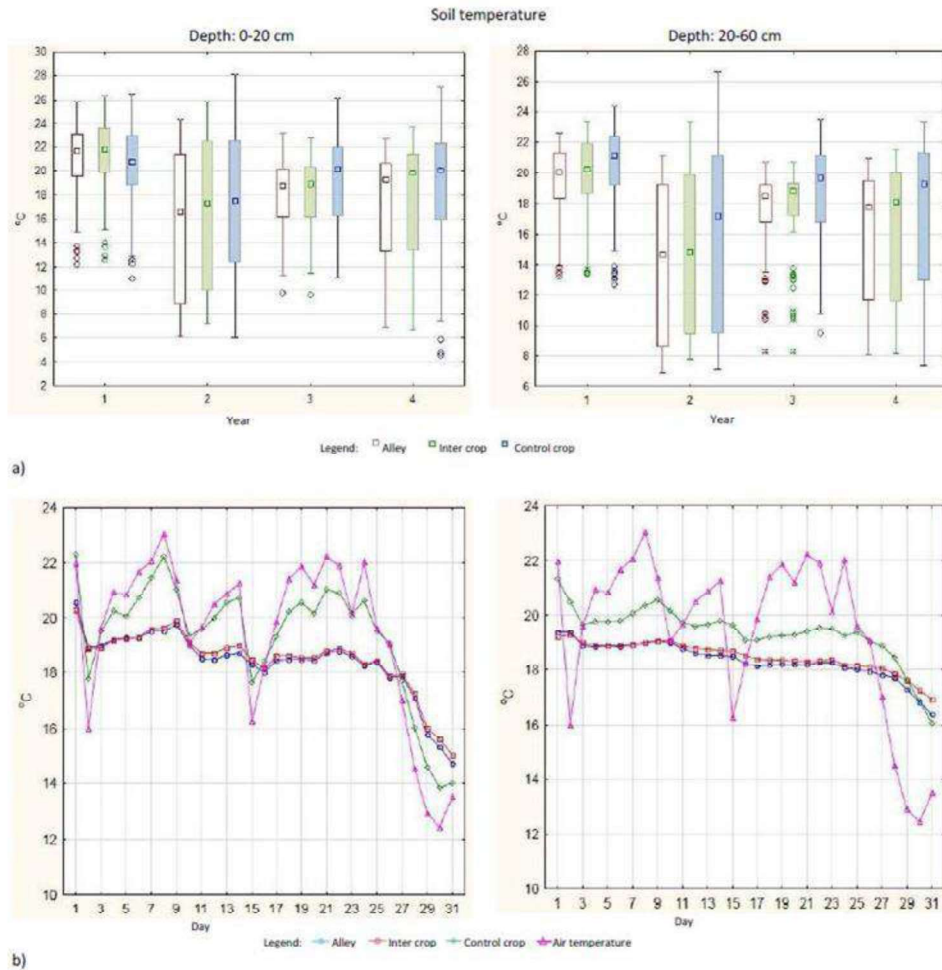 a)
Soil temperature
Depth: 0-20 cm
30
28
26
24
22
20
18
16
14
12
10
8
6
4
2
ºC
1 2 3 4
Year
Depth: 20-60 cm
28
26
24
22
20
18
16
14
12
10
8
6
ºC
1 2 3 4
Year
Legend: Alley Inter crop Control crop
a)
24
22
20
18
16
14
12
10
ºC
1 3 5 7 9 11 13 15 17 19 21 23 25 27 29 31
Day
24
22
20
18
16
14
12
10
ºC
1 3 5 7 9 11 13 15 17 19 21 23 25 27 29 31
Day
Legend: Alley Inter crop Control crop Air temperature
b)